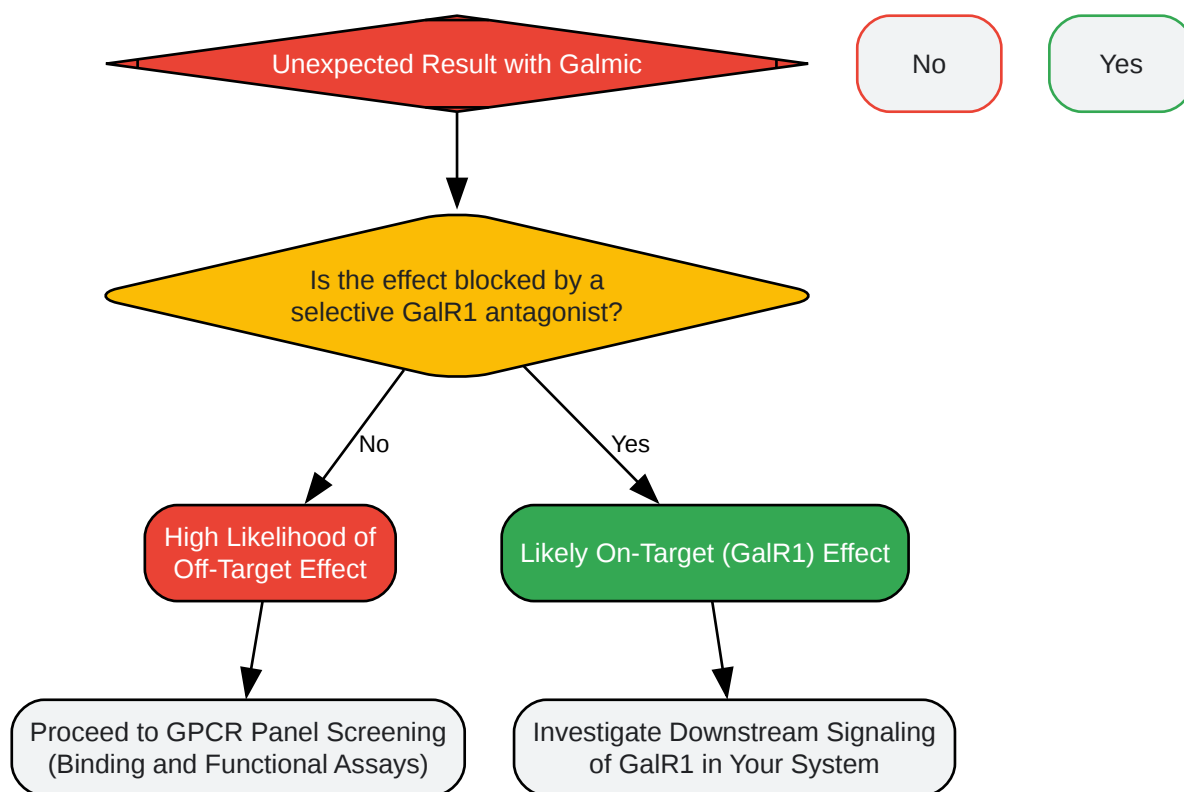 Unexpected Result with Galmic
No
Yes
Is the effect blocked by a
selective GalR1 antagonist?
No
Yes
High Likelihood of
Off-Target Effect
Likely On-Target (GalR1) Effect
Proceed to GPCR Panel Screening
(Binding and Functional Assays)
Investigate Downstream Signaling
of GalR1 in Your System